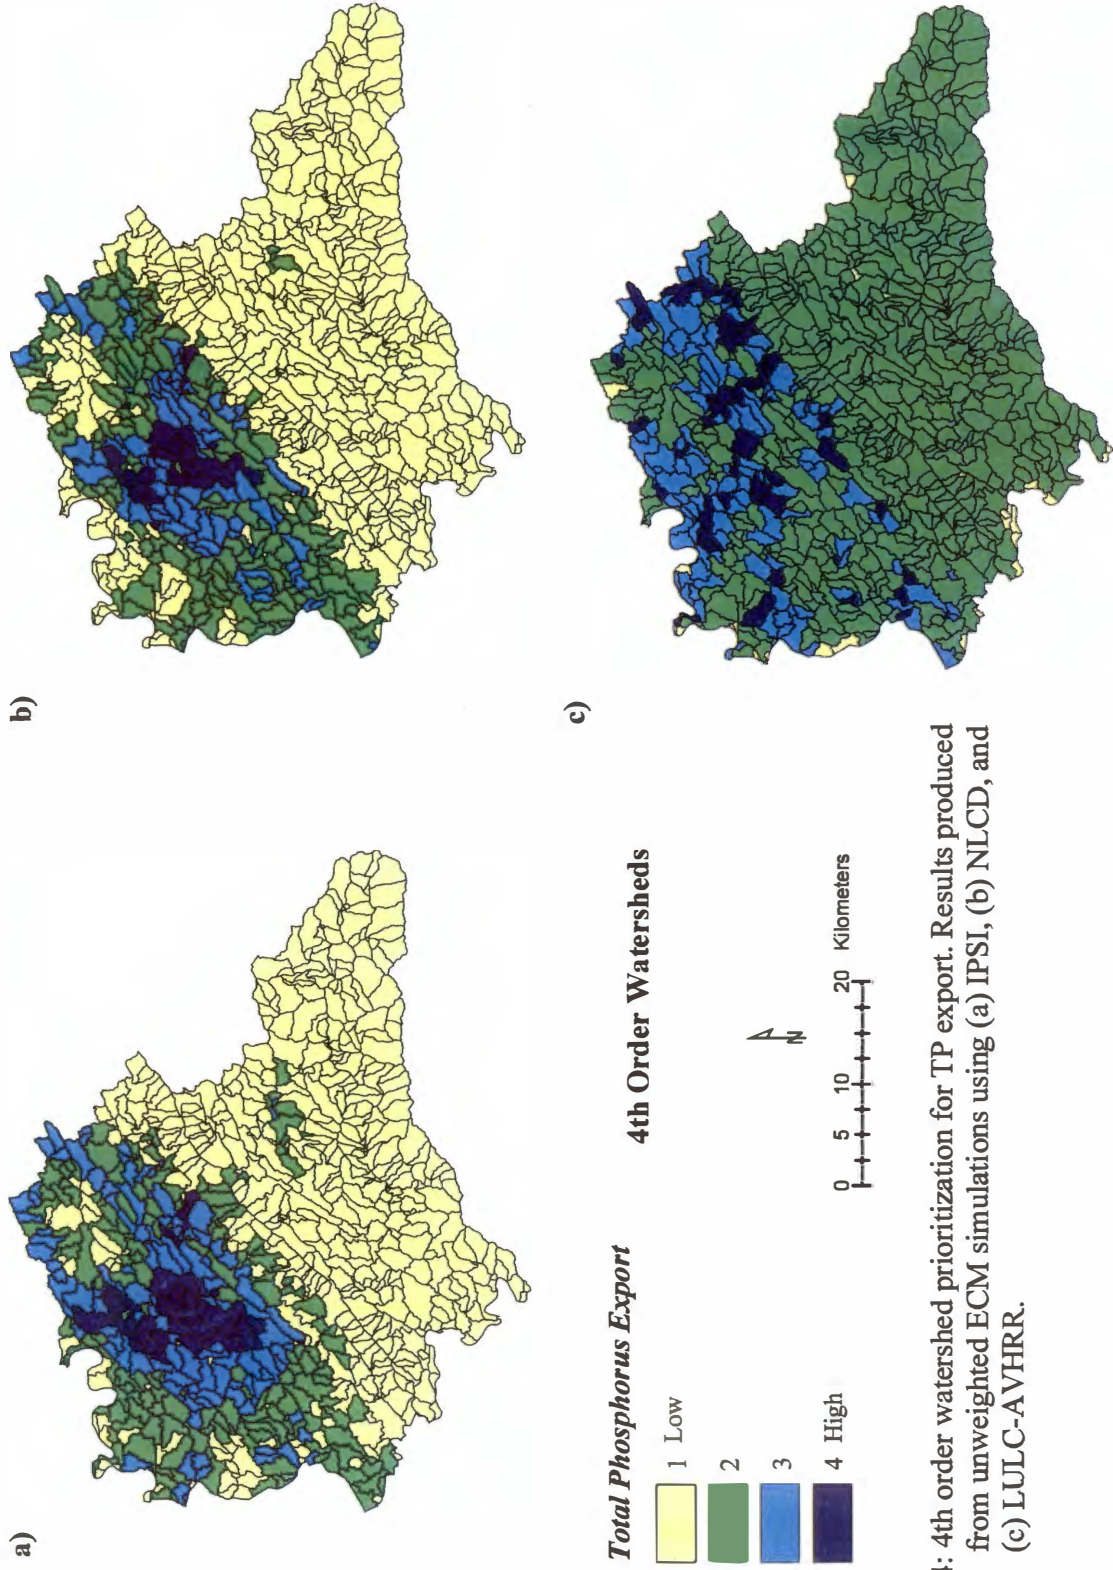 a)
b)
Total Phosphorus Export
1 Low
2
3
4 High
4th Order Watersheds
N
0 5 10 20 Kilometers
c)
4: 4th order watershed prioritization for TP export. Results produced
from unweighted ECM simulations using (a) IPSI, (b) NLCD, and
(c) LULC-AVHRR.